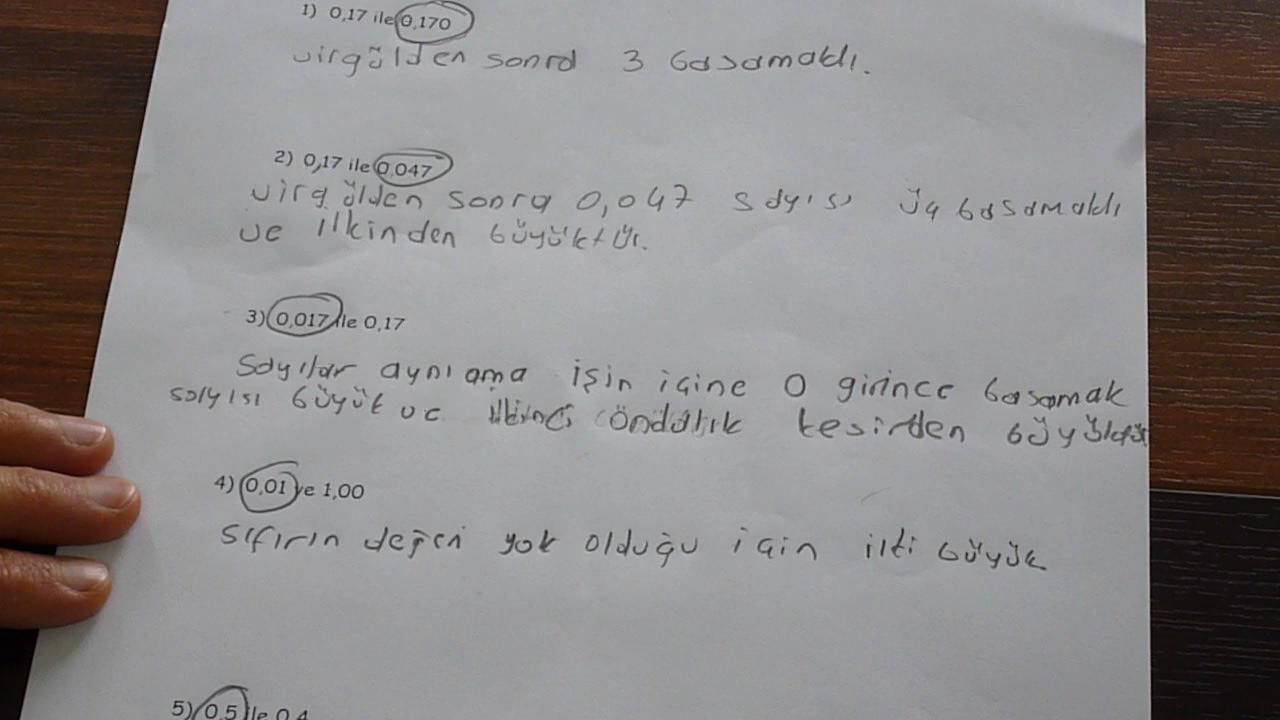 1) 0,17 ile 0,170
virgülden sonra 3 basamaklı.
2) 0,17 ile 0,047
virgülden sonra 0,047 sayısı üç basamaklı
ve ilkinden büyüktür.
3) 0,017 ile 0,17
Sayılar aynı ama işin içine 0 girince basamak
sayısı büyük ve ikinci öndalık kesirden büyüktür
4) 0,01 ve 1,00
Sıfırın değeri yok olduğu için ilki büyük
5) 0,5 ile 0,4